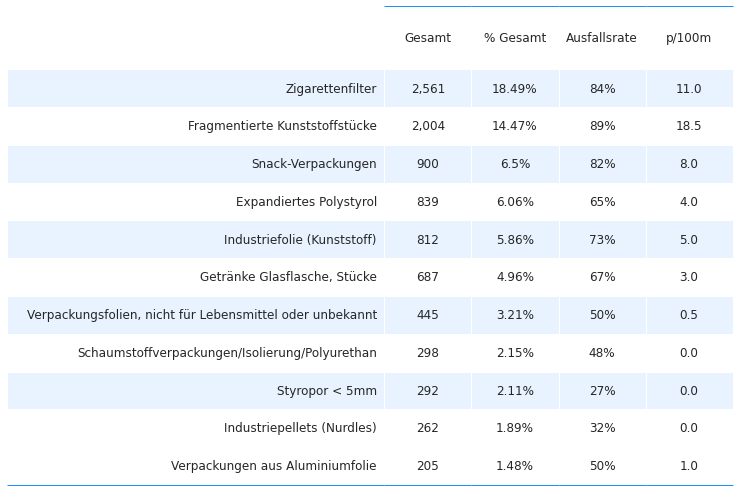 Gesamt % Gesamt Ausfallsrate p/100m
Zigarettenfilter 2,561 18.49% 84% 11.0
Fragmentierte Kunststoffstücke 2,004 14.47% 89% 18.5
Snack-Verpackungen 900 6.5% 82% 8.0
Expandiertes Polystyrol 839 6.06% 65% 4.0
Industriefolie (Kunststoff) 812 5.86% 73% 5.0
Getränke Glasflasche, Stücke 687 4.96% 67% 3.0
Verpackungsfolien, nicht für Lebensmittel oder unbekannt 445 3.21% 50% 0.5
Schaumstoffverpackungen/Isolierung/Polyurethan 298 2.15% 48% 0.0
Styropor < 5mm 292 2.11% 27% 0.0
Industriepellets (Nurdles) 262 1.89% 32% 0.0
Verpackungen aus Aluminiumfolie 205 1.48% 50% 1.0